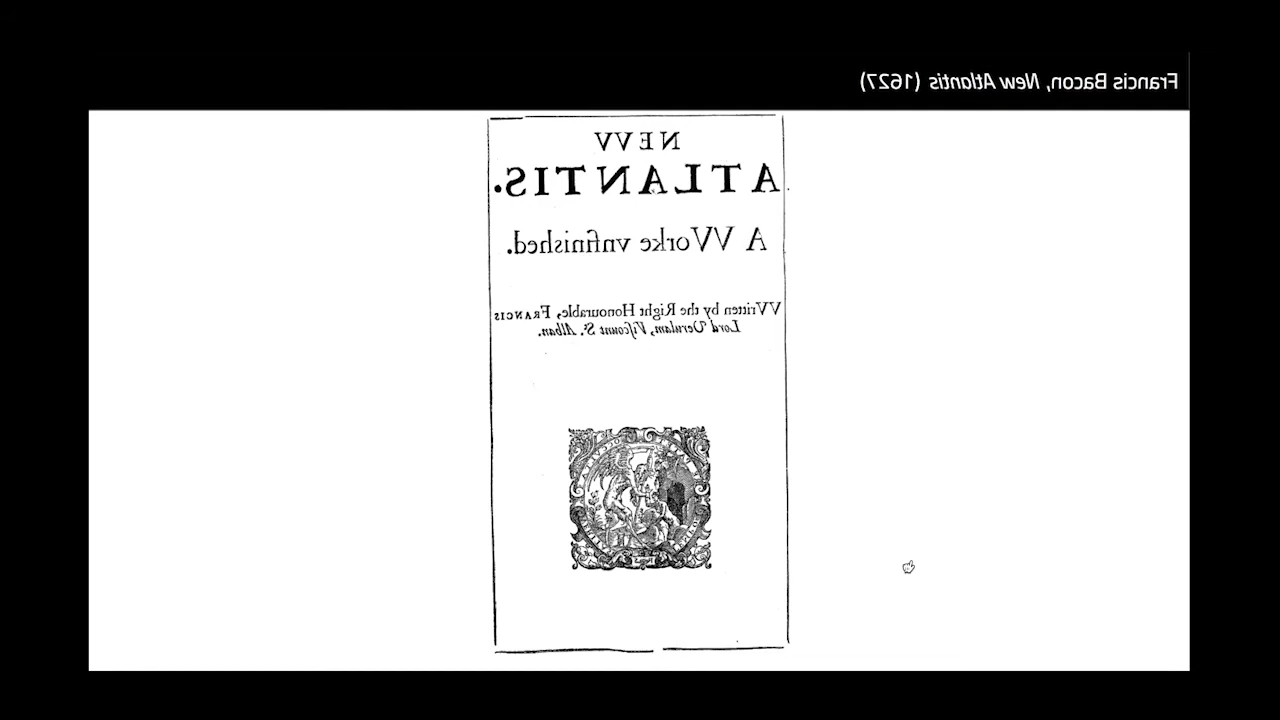 Francis Bacon, New Atlantis (1627)
NEVV
ATLANTIS.
A VVorke vnfinished.
VVritten by the Right Honourable, FRANCIS
Lord Verulam, Viſcount St. Alban.